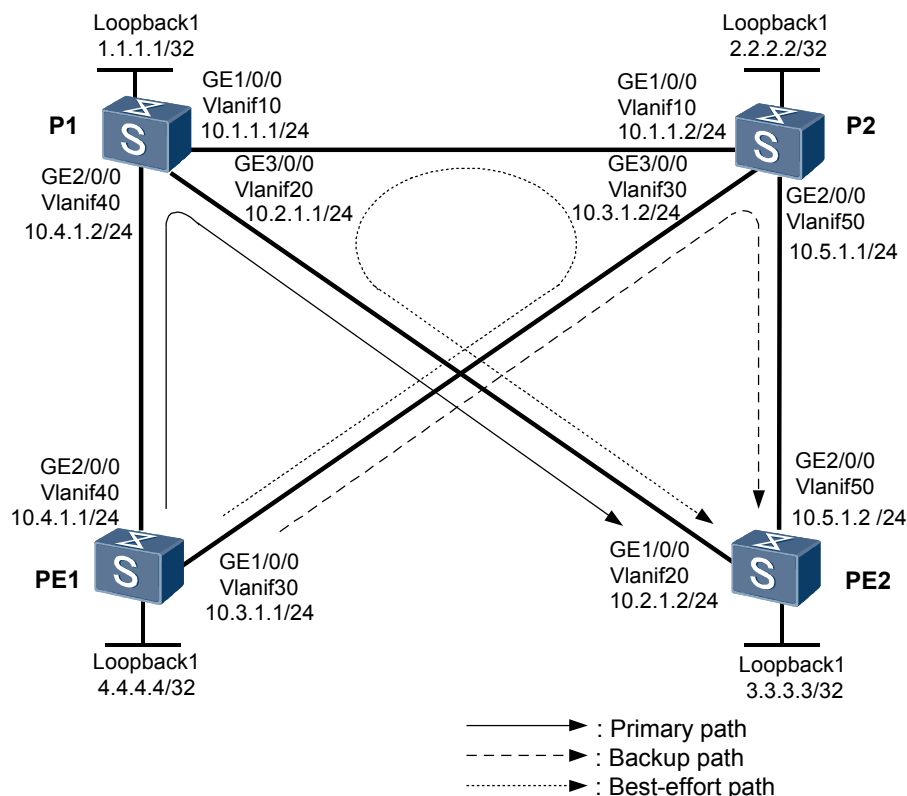 Loopback1
1.1.1.1/32
Loopback1
2.2.2.2/32
GE1/0/0
Vlanif10
10.1.1.1/24
GE1/0/0
Vlanif10
10.1.1.2/24
P1
S
P2
S
GE2/0/0
Vlanif40
10.4.1.2/24
GE3/0/0
Vlanif20
10.2.1.1/24
GE3/0/0
Vlanif30
10.3.1.2/24
GE2/0/0
Vlanif50
10.5.1.1/24
GE2/0/0
Vlanif40
10.4.1.1/24
GE2/0/0
Vlanif50
10.5.1.2 /24
PE1
S
GE1/0/0
Vlanif30
10.3.1.1/24
GE1/0/0
Vlanif20
10.2.1.2/24
S
PE2
Loopback1
4.4.4.4/32
Loopback1
3.3.3.3/32
: Primary path
: Backup path
: Best-effort path